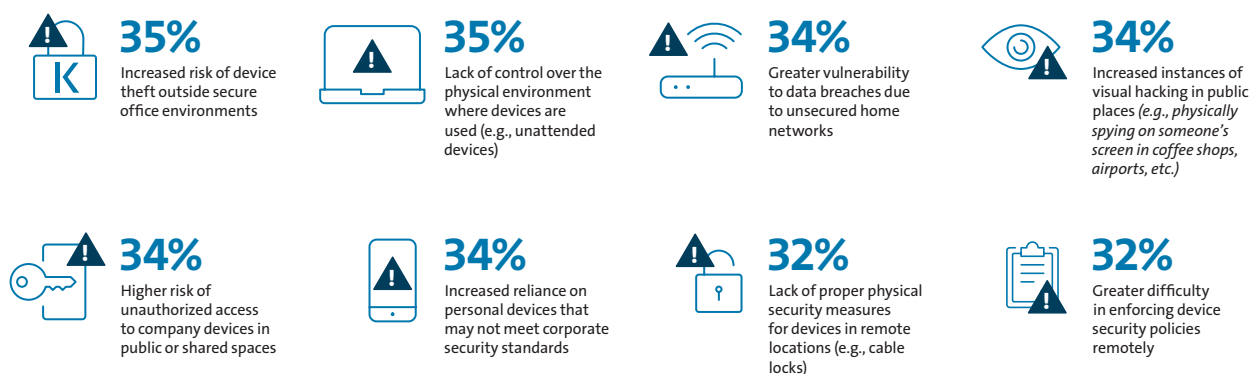 35%
Increased risk of device
theft outside secure
office environments
35%
Lack of control over the
physical environment
where devices are
used (e.g., unattended
devices)
34%
Greater vulnerability
to data breaches due
to unsecured home
networks
34%
Increased instances of
visual hacking in public
places (e.g., physically
spying on someone's
screen in coffee shops,
airports, etc.)
K
34%
Higher risk of
unauthorized access
to company devices in
public or shared spaces
34%
Increased reliance on
personal devices that
may not meet corporate
security standards
32%
Lack of proper physical
security measures
for devices in remote
locations (e.g., cable
locks)
32%
Greater difficulty
in enforcing device
security policies
remotely